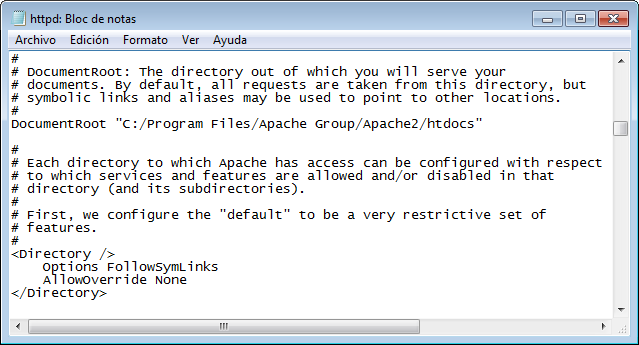 httpd: Bloc de notas
Archivo Edición Formato Ver Ayuda
#
# DocumentRoot: The directory out of which you will serve your
# documents. By default, all requests are taken from this directory, but
# symbolic links and aliases may be used to point to other locations.
#
DocumentRoot "C:/Program Files/Apache Group/Apache2/htdocs"

#
# Each directory to which Apache has access can be configured with respect
# to which services and features are allowed and/or disabled in that
# directory (and its subdirectories).
#
# First, we configure the "default" to be a very restrictive set of
# features.
#
<Directory />
    Options FollowSymLinks
    AllowOverride None
</Directory>